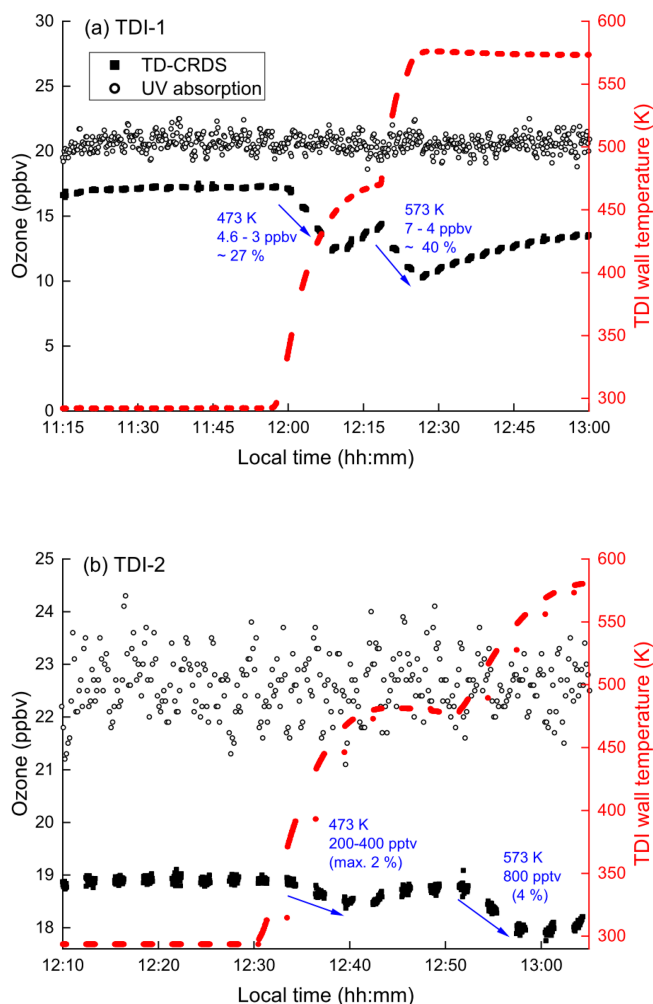 (a) TDI-1
TD-CRDS
UV absorption
30
25
20
15
10
5
0
Ozone (ppbv)
600
550
500
450
400
350
300
TDI wall temperature (K)
473 K
4.6 - 3 ppbv
~ 27 %
573 K
7 - 4 ppbv
~ 40 %
11:15 11:30 11:45 12:00 12:15 12:30 12:45 13:00
Local time (hh:mm)
(b) TDI-2
25
24
23
22
21
19
18
Ozone (ppbv)
600
550
500
450
400
350
300
TDI wall temperature (K)
473 K
200-400 pptv
(max. 2 %)
573 K
800 pptv
(4 %)
12:10 12:20 12:30 12:40 12:50 13:00
Local time (hh:mm)